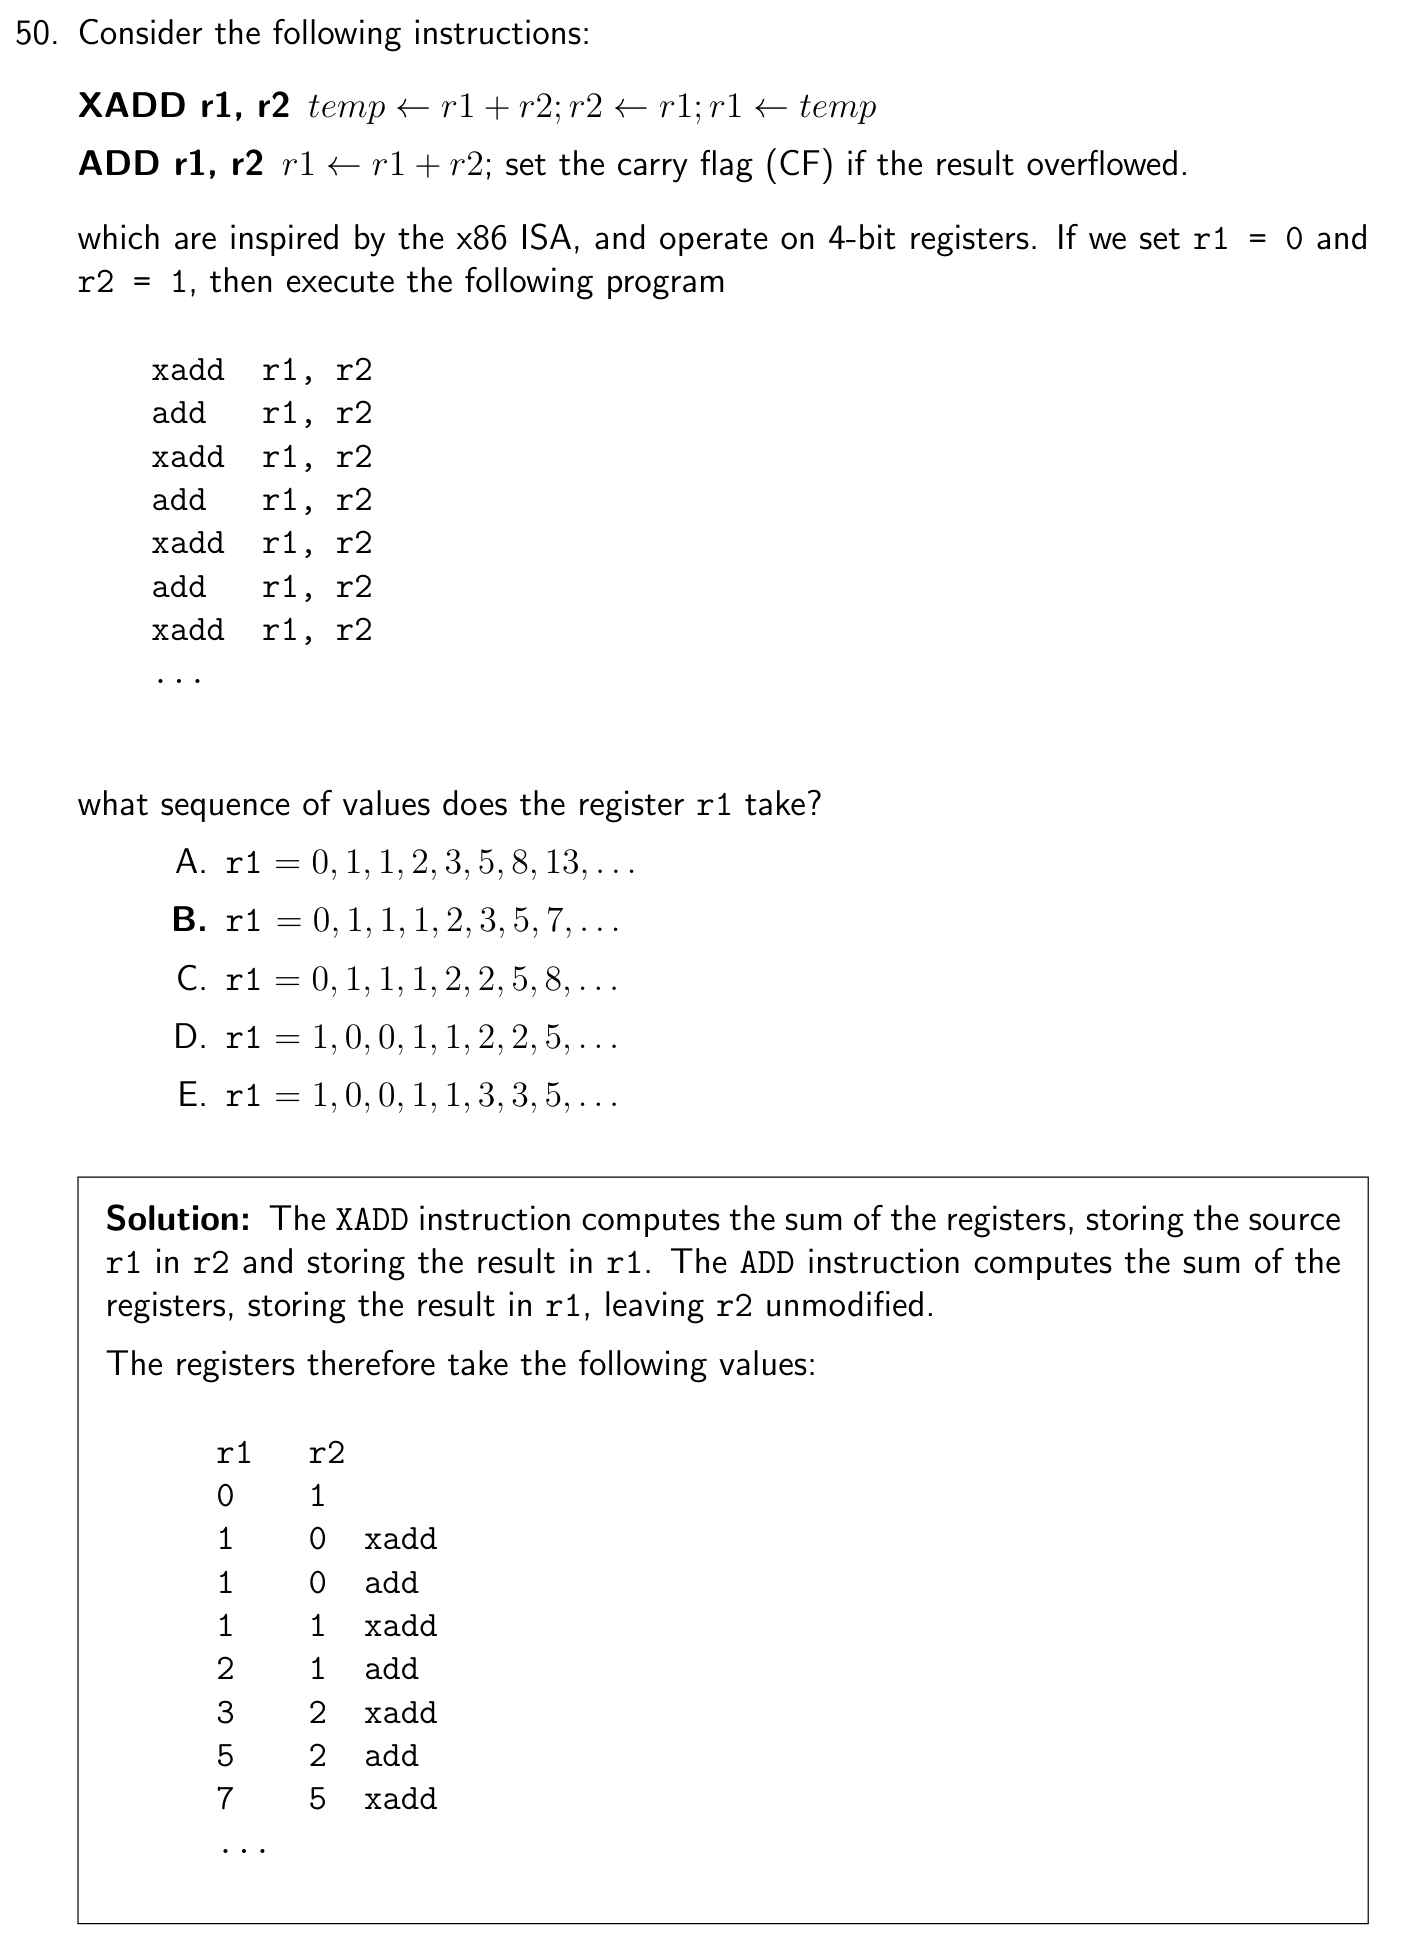 50. Consider the following instructions:
XADD r1, r2 temp ← r1 + r2; r2 ← r1; r1 ← temp
ADD r1, r2 r1 ← r1 + r2; set the carry flag (CF) if the result overflowed.
which are inspired by the x86 ISA, and operate on 4-bit registers. If we set r1 = 0 and
r2 = 1, then execute the following program
xadd r1, r2
add r1, r2
xadd r1, r2
add r1, r2
xadd r1, r2
add r1, r2
xadd r1, r2
...
what sequence of values does the register r1 take?
A. r1 = 0, 1, 1, 2, 3, 5, 8, 13, . . .
B. r1 = 0, 1, 1, 1, 2, 3, 5, 7, . . .
C. r1 = 0, 1, 1, 1, 2, 2, 5, 8, . . .
D. r1 = 1, 0, 0, 1, 1, 2, 2, 5, . . .
E. r1 = 1, 0, 0, 1, 1, 3, 3, 5, . . .
Solution: The XADD instruction computes the sum of the registers, storing the source
r1 in r2 and storing the result in r1. The ADD instruction computes the sum of the
registers, storing the result in r1, leaving r2 unmodified.
The registers therefore take the following values:
r1 r2
0 1
1 0 xadd
1 0 add
1 1 xadd
2 1 add
3 2 xadd
5 2 add
7 5 xadd
...